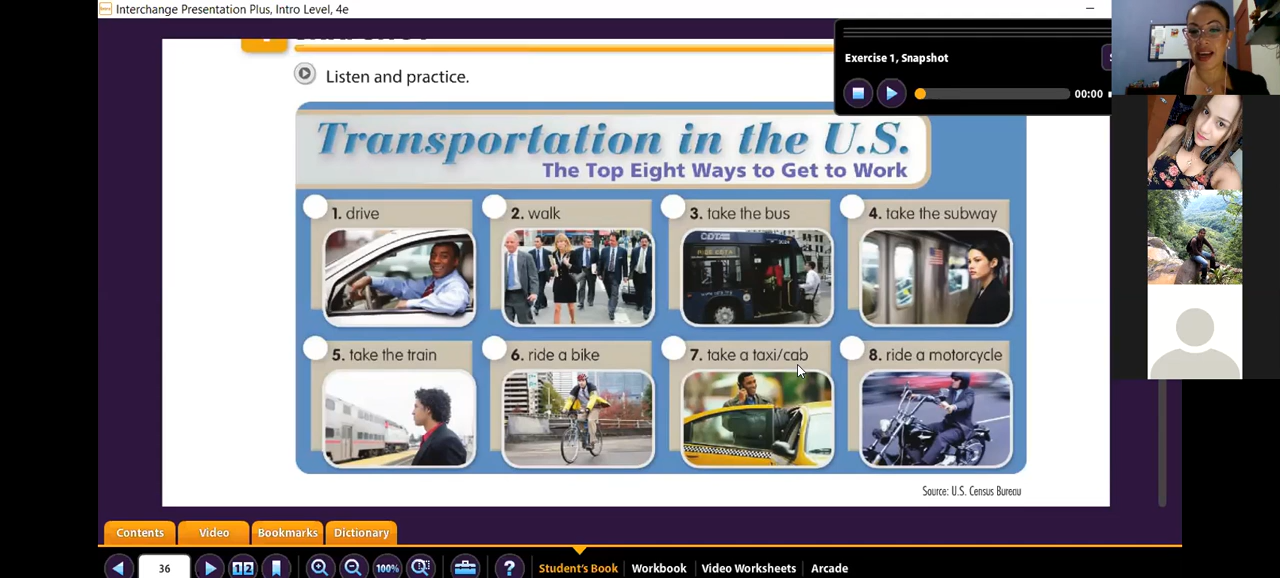 Interchange Presentation Plus, Intro Level, 4e
Listen and practice.
Exercise 1, Snapshot
00:00
Transportation in the U.S.
The Top Eight Ways to Get to Work
1. drive
2. walk
3. take the bus
4. take the subway
5. take the train
6. ride a bike
7. take a taxi/cab
8. ride a motorcycle
Source: U.S. Census Bureau
Contents
Video
Bookmarks
Dictionary
36
12
100%
?
Student's Book
Workbook
Video Worksheets
Arcade